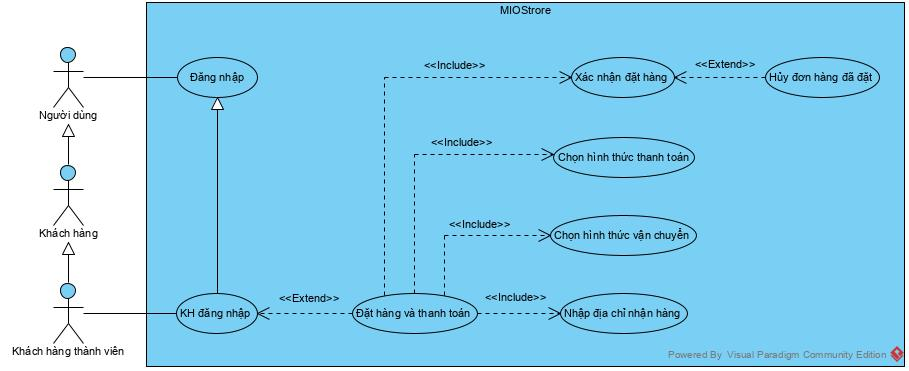 MIOStrore
<<Include>>
<<Extend>>
Đăng nhập
Xác nhận đặt hàng
Hủy đơn hàng đã đặt
Người dùng
<<Include>>
Chọn hình thức thanh toán
<<Include>>
Khách hàng
Chọn hình thức vận chuyển
<<Extend>>
<<Include>>
KH đăng nhập
Đặt hàng và thanh toán
Nhập địa chỉ nhận hàng
Khách hàng thành viên
Powered By Visual Paradigm Community Edition